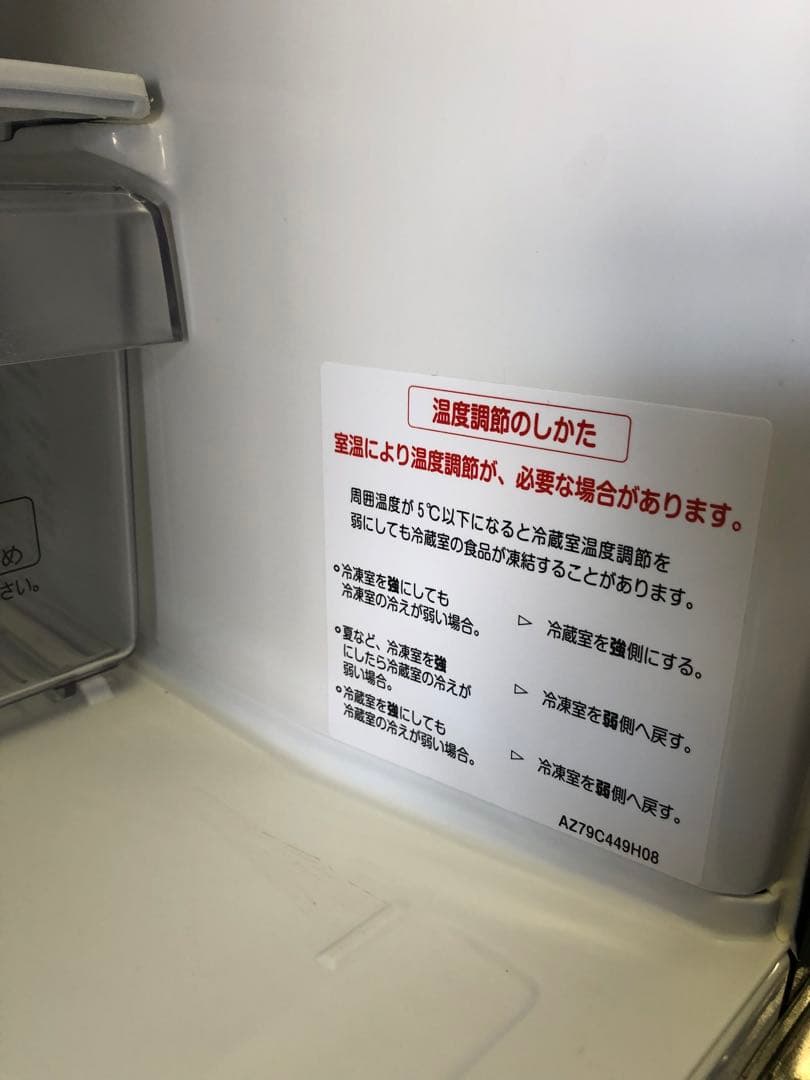 温度調節のしかた
室温により温度調節が、必要な場合があります。
周囲温度が5℃以下になると冷蔵室温度調節を
弱にしても冷蔵室の食品が凍結することがあります。
°冷凍室を強にしても
冷凍室の冷えが弱い場合。
▷ 冷蔵室を強側にする。
°夏など、冷凍室を強
にしたら冷蔵室の冷えが
弱い場合。
▷ 冷凍室を弱側へ戻す。
°冷蔵室を強にしても
冷蔵室の冷えが弱い場合。
▷ 冷凍室を弱側へ戻す。
AZ79C449H08
め
さい。